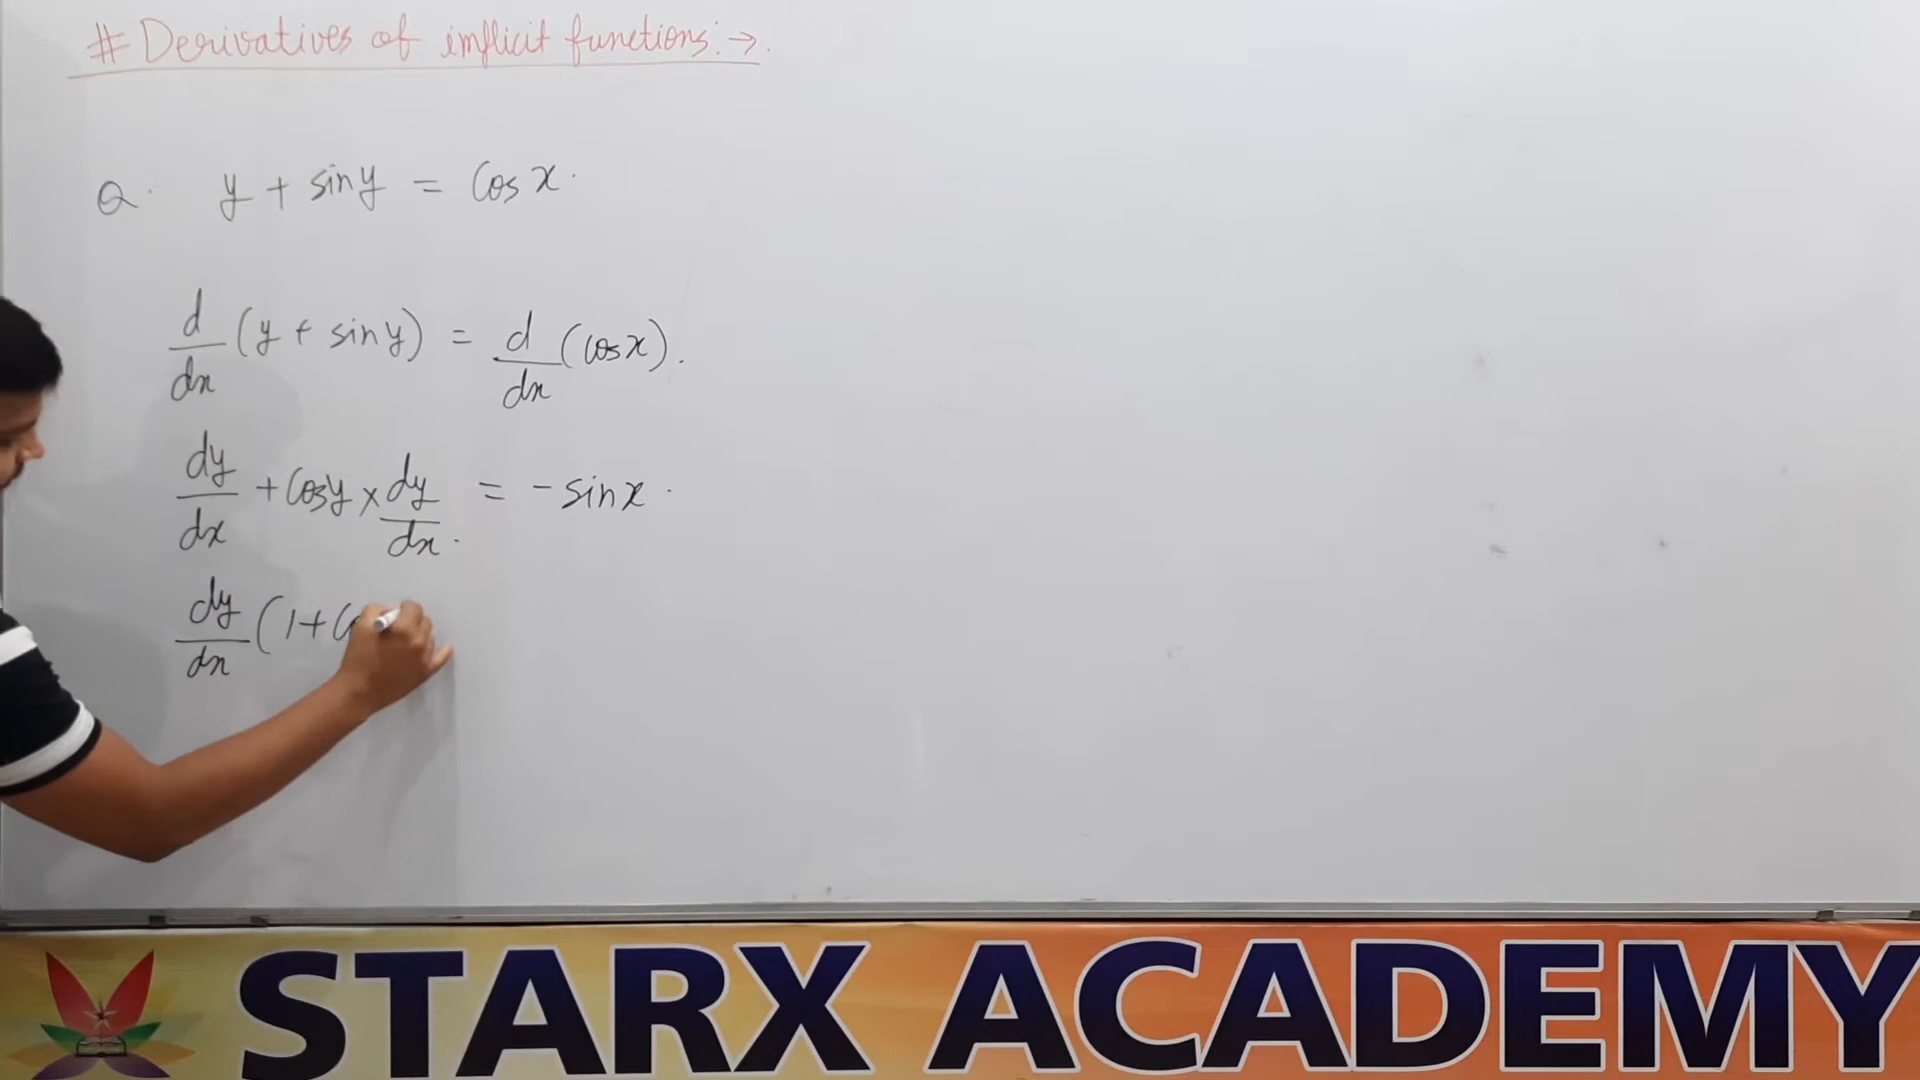 # Derivatives of implicit functions:→.
Q. y + sin y = Cos x.
d/dx (y + sin y) = d/dx (cos x).
dy/dx + Cos y × dy/dx. = - sin x.
dy/dx (1+
STARX ACADEMY